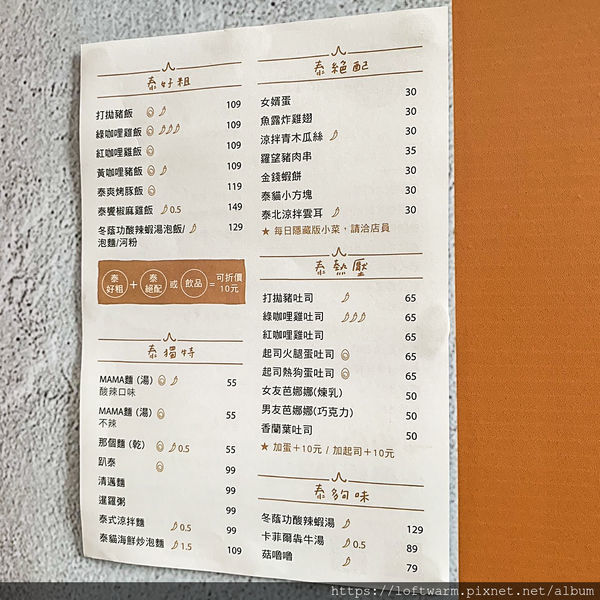 泰好粗
打拋豬飯 109
綠咖哩雞飯 109
紅咖哩雞飯 109
黃咖哩豬飯 109
泰爽烤豚飯 119
泰饗椒麻雞飯 0.5 149
冬蔭功酸辣蝦湯泡飯/ 129
泡麵/河粉
泰好粗 + 泰絕配 或 飲品 = 可折價10元
泰獨特
MAMA麵 (湯) 55
酸辣口味
MAMA麵 (湯) 55
不辣
那個麵 (乾) 0.5 55
趴泰 99
清邁麵 99
暹羅粥 99
泰式涼拌麵 0.5 99
泰貓海鮮炒泡麵 1.5 109
泰絕配
女婿蛋 30
魚露炸雞翅 30
涼拌青木瓜絲 30
羅望豬肉串 35
金錢蝦餅 30
泰貓小方塊 30
泰北涼拌雲耳 30
★ 每日隱藏版小菜，請洽店員
泰熱壓
打拋豬吐司 65
綠咖哩雞吐司 65
紅咖哩雞吐司 65
起司火腿蛋吐司 65
起司熱狗蛋吐司 65
女友芭娜娜(煉乳) 50
男友芭娜娜(巧克力) 50
香蘭葉吐司 50
★ 加蛋＋10元 / 加起司＋10元
泰夠味
冬蔭功酸辣蝦湯 129
卡菲爾犇牛湯 0.5 89
菇嚕嚕 79
https://loftwarm.pixnet.net/album